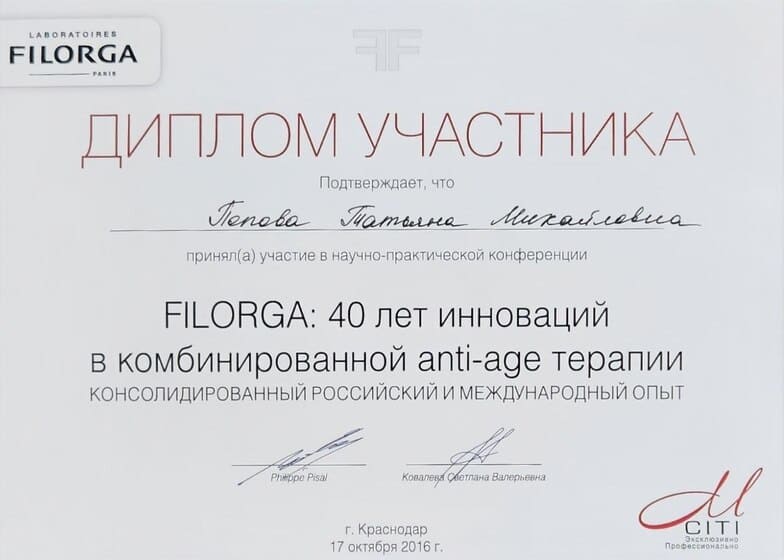 LABORATOIRES
FILORGA
PARIS
ДИПЛОМ УЧАСТНИКА
Подтверждает, что
Попова Татьяна Михайловна
принял(а) участие в научно-практической конференции
FILORGA: 40 лет инноваций
в комбинированной anti-age терапии
КОНСОЛИДИРОВАННЫЙ РОССИЙСКИЙ И МЕЖДУНАРОДНЫЙ ОПЫТ
Philippe Pisal
Ковалева Светлана Валерьевна
г. Краснодар
17 октября 2016 г.
M
CITI
Эксклюзивно
Профессионально